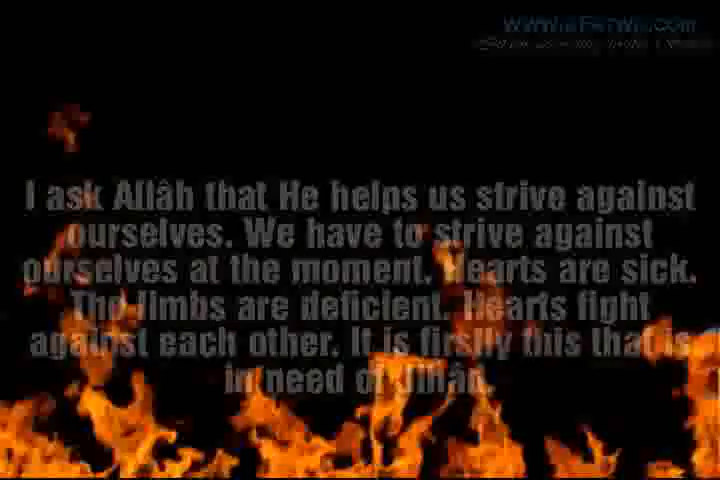 I ask Allâh that He helps us strive against
ourselves. We have to strive against
ourselves at the moment. Hearts are sick.
The limbs are deficient. Hearts fight
against each other. It is firstly this that is
in need of Jihâd.